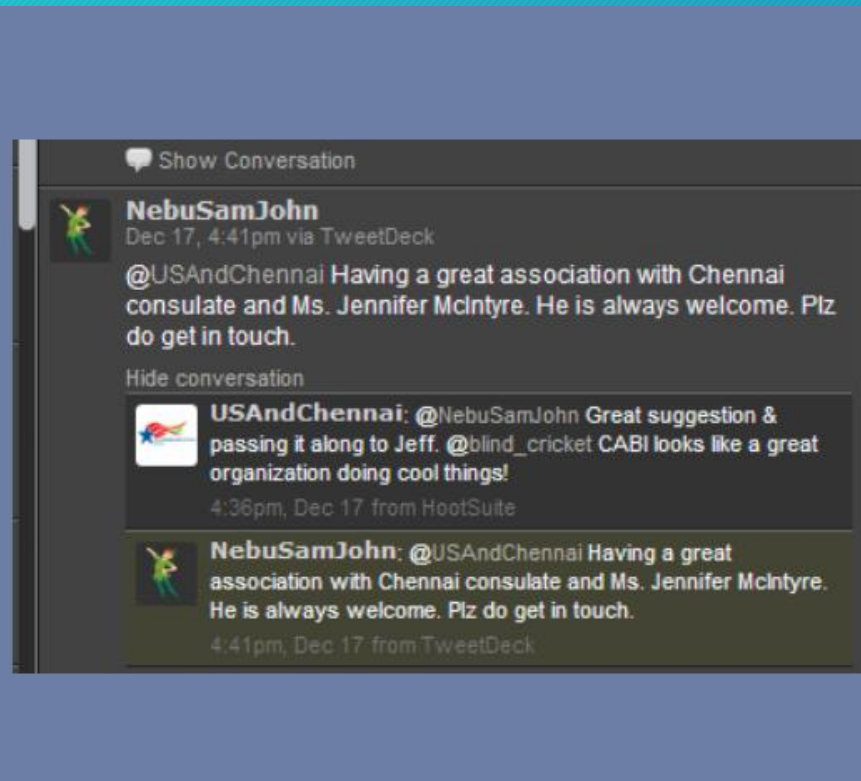 Show Conversation
NebuSamJohn
Dec 17, 4:41pm via TweetDeck
@USAndChennai Having a great association with Chennai
consulate and Ms. Jennifer McIntyre. He is always welcome. Plz
do get in touch.
Hide conversation
USAndChennai: @NebuSamJohn Great suggestion &
passing it along to Jeff. @blind_cricket CABI looks like a great
organization doing cool things!
4:36pm, Dec 17 from HootSuite
NebuSamJohn: @USAndChennai Having a great
association with Chennai consulate and Ms. Jennifer McIntyre.
He is always welcome. Plz do get in touch.
4:41pm, Dec 17 from TweetDeck